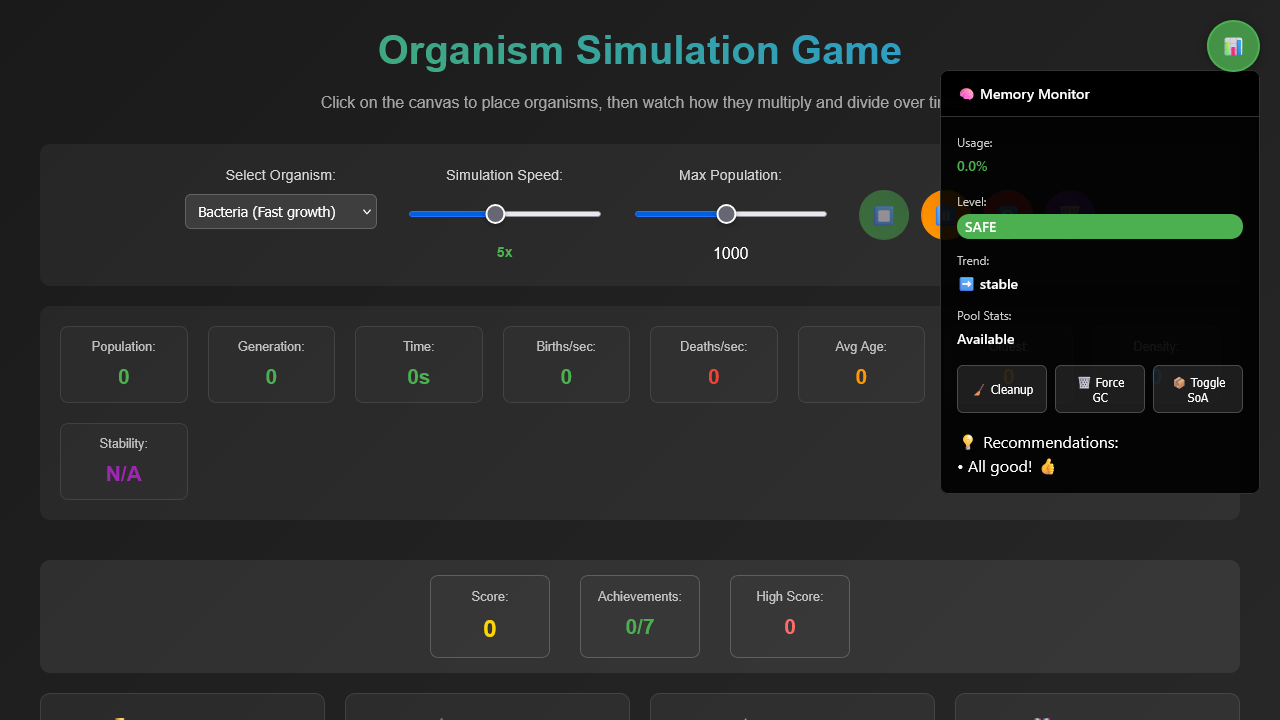 Organism Simulation Game
Click on the canvas to place organisms, then watch how they multiply and divide over
Select Organism:
Bacteria (Fast growth)
Simulation Speed:
5x
Max Population:
1000
Population:
0
Generation:
0
Time:
0s
Births/sec:
0
Deaths/sec:
0
Avg Age:
0
Oldest:
0
Density:
0
Stability:
N/A
Memory Monitor
Usage:
0.0%
Level:
SAFE
Trend:
stable
Pool Stats:
Available
Cleanup
Force
GC
Toggle
SoA
Recommendations:
• All good!
Score:
0
Achievements:
0/7
High Score:
0